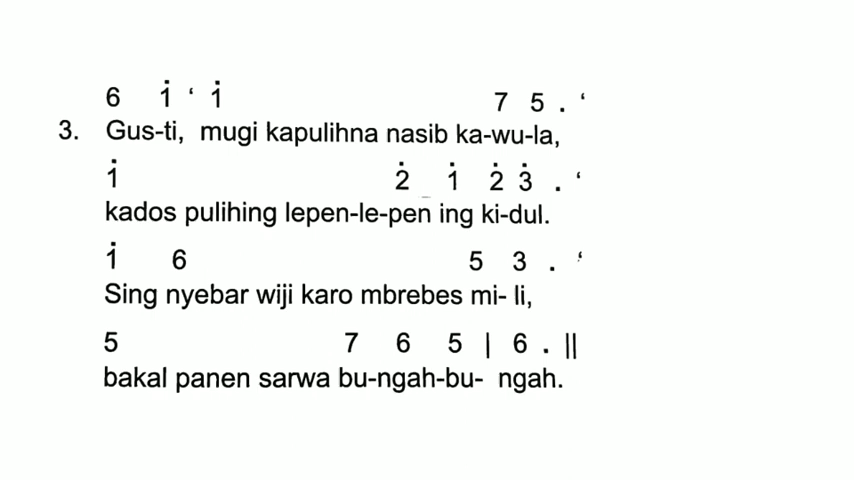 6 1̇ ‘ 1̇ 7 5 . ‘
3. Gus-ti, mugi kapulihna nasib ka-wu-la,
1̇ 2̇ 1̇ 2̇ 3̇ . ‘
kados pulihing lepen-le-pen ing ki-dul.
1̇ 6 5 3 . ‘
Sing nyebar wiji karo mbrebes mi- li,
5 7 6 5 | 6 . ||
bakal panen sarwa bu-ngah-bu- ngah.